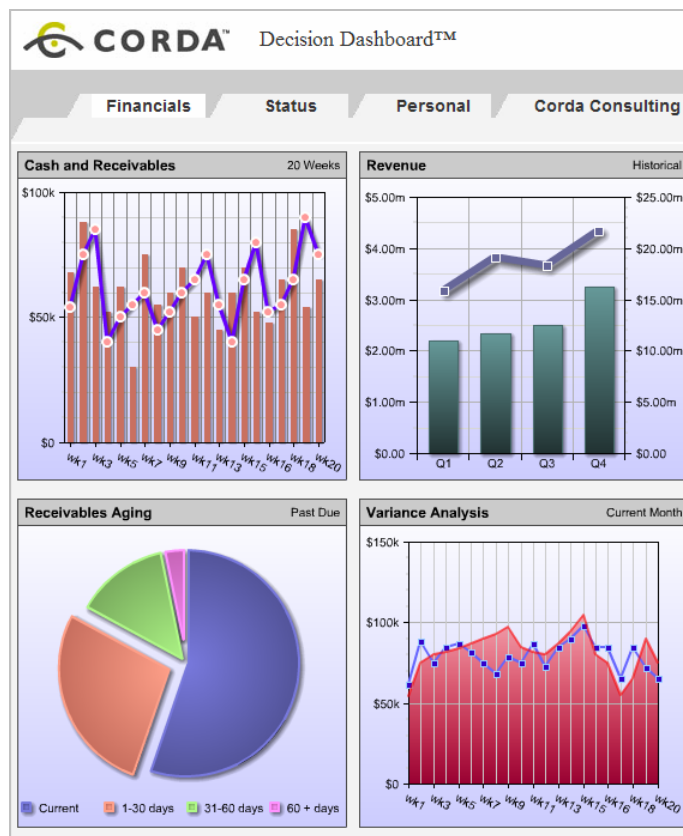 CORDA™ Decision Dashboard™
Financials Status Personal Corda Consulting
Cash and Receivables 20 Weeks
$100k
$50k
$0
wk1 wk3 wk5 wk7 wk9 wk11 wk13 wk15 wk16 wk18 wk20
Revenue Historical
$5.00m $25.00m
$4.00m $20.00m
$3.00m $15.00m
$2.00m $10.00m
$1.00m $5.00m
$0.00 $0.00
Q1 Q2 Q3 Q4
Receivables Aging Past Due
Current 1-30 days 31-60 days 60 + days
Variance Analysis Current Month
$150k
$100k
$50k
$0
wk1 wk3 wk5 wk7 wk9 wk11 wk13 wk15 wk16 wk18 wk20